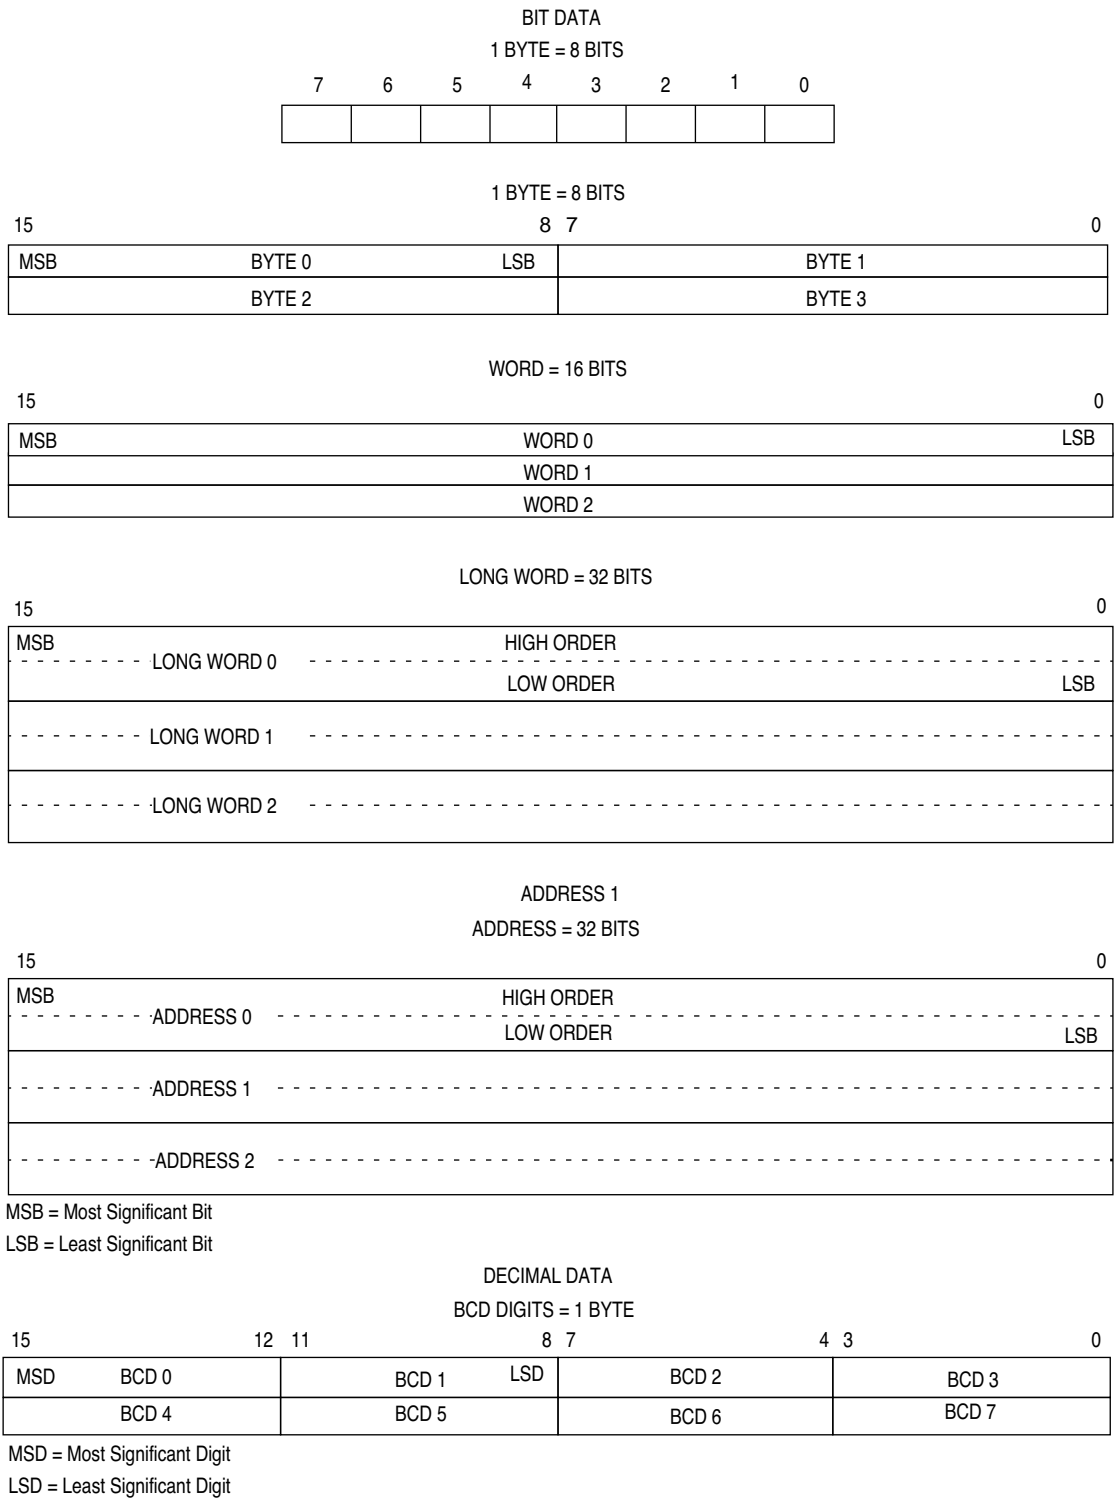 BIT DATA
1 BYTE = 8 BITS
7 6 5 4 3 2 1 0
1 BYTE = 8 BITS
15 8 7 0
MSB BYTE 0 LSB BYTE 1
BYTE 2 BYTE 3
WORD = 16 BITS
15 0
MSB WORD 0 LSB
WORD 1
WORD 2
LONG WORD = 32 BITS
15 0
MSB HIGH ORDER
LONG WORD 0
LOW ORDER LSB
LONG WORD 1
LONG WORD 2
ADDRESS 1
ADDRESS = 32 BITS
15 0
MSB HIGH ORDER
ADDRESS 0
LOW ORDER LSB
ADDRESS 1
ADDRESS 2
MSB = Most Significant Bit
LSB = Least Significant Bit
DECIMAL DATA
BCD DIGITS = 1 BYTE
15 12 11 8 7 4 3 0
MSD BCD 0 BCD 1 LSD BCD 2 BCD 3
BCD 4 BCD 5 BCD 6 BCD 7
MSD = Most Significant Digit
LSD = Least Significant Digit